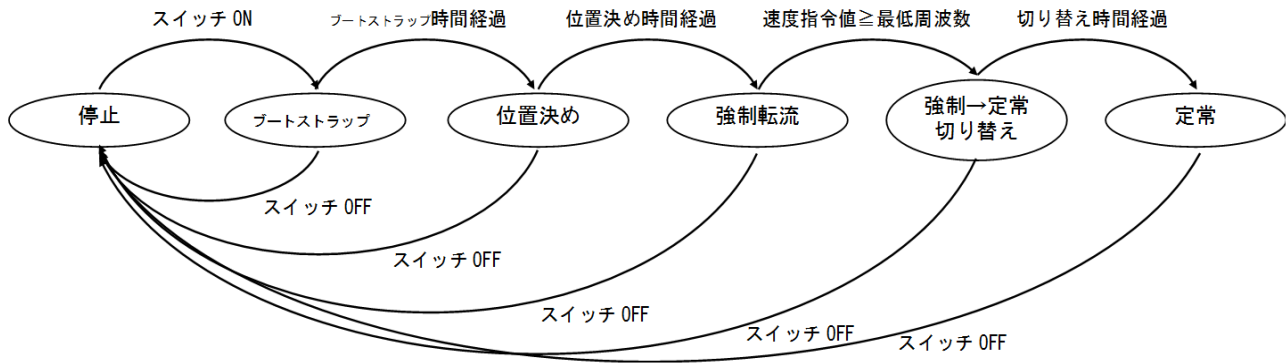 スイッチ ON
ブートストラップ時間経過
位置決め時間経過
速度指令値≧最低周波数
切り替え時間経過
停止
ブートストラップ
位置決め
強制転流
強制→定常
切り替え
定常
スイッチ OFF
スイッチ OFF
スイッチ OFF
スイッチ OFF
スイッチ OFF